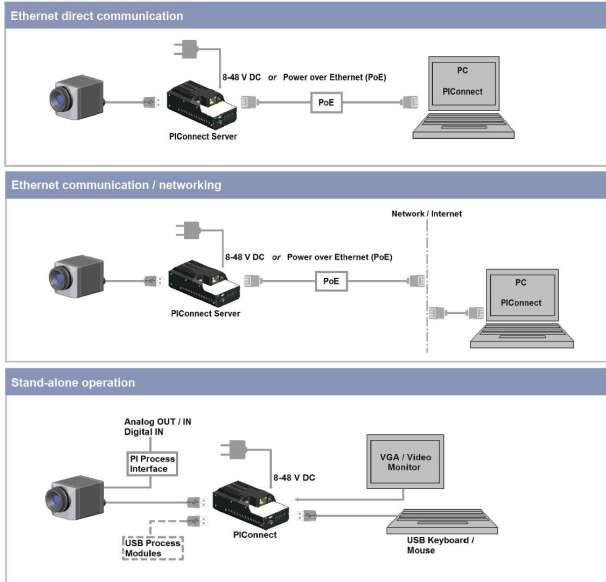 Ethernet direct communication
8-48 V DC or Power over Ethernet (PoE)
PoE
PC
PIConnect
PIConnect Server
Ethernet communication / networking
Network / Internet
8-48 V DC or Power over Ethernet (PoE)
PoE
PC
PIConnect
PIConnect Server
Stand-alone operation
Analog OUT / IN
Digital IN
PI Process
Interface
8-48 V DC
VGA / Video
Monitor
PIConnect
USB Process
Modules
USB Keyboard /
Mouse